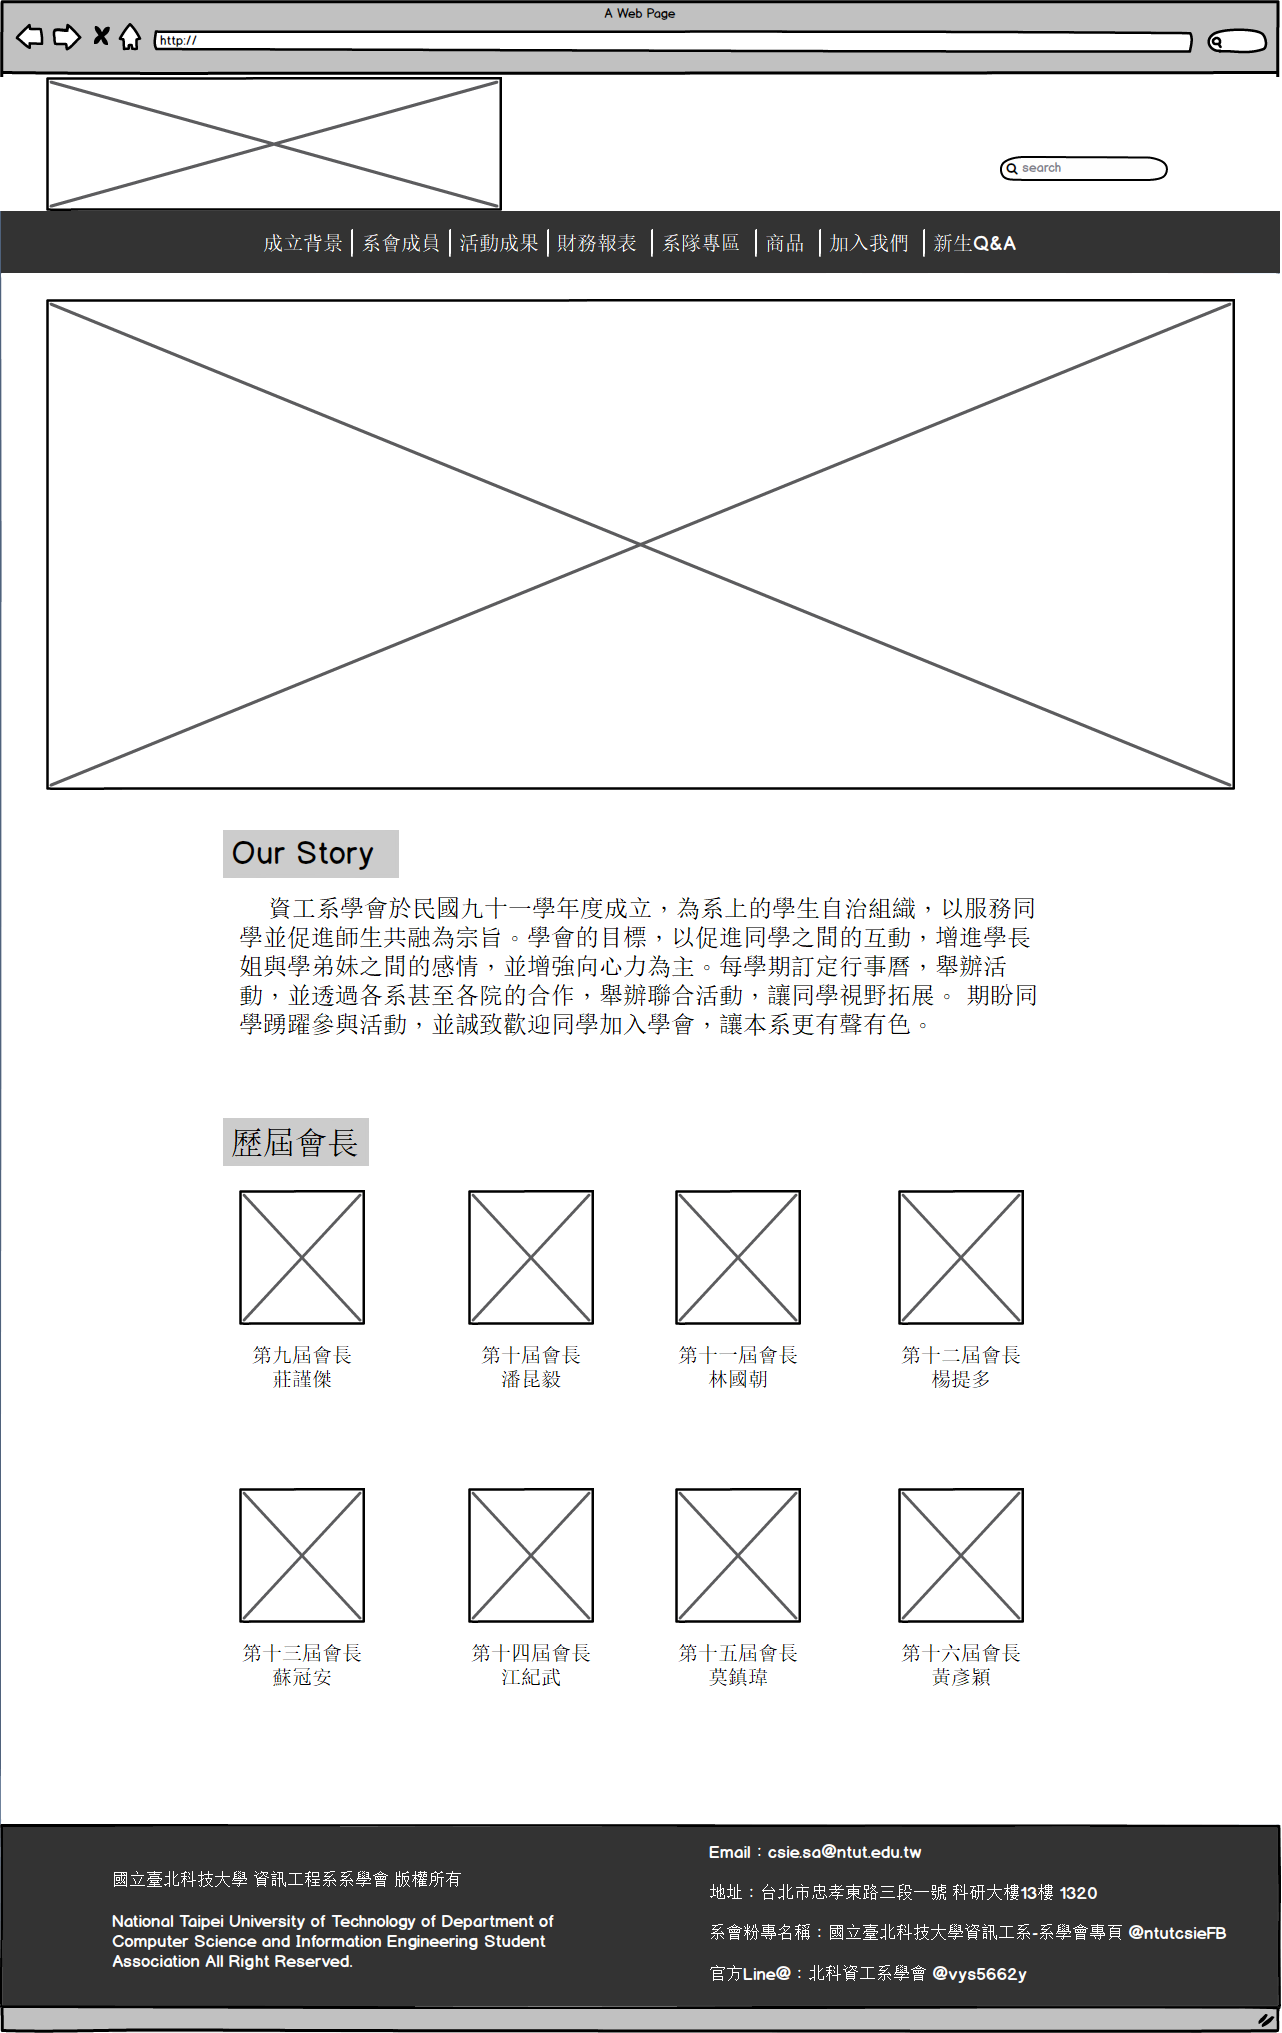 A Web Page
http://
search
成立背景 系會成員 活動成果 財務報表 系隊專區 商品 加入我們 新生Q&A
Our Story
資工系學會於民國九十一學年度成立，為系上的學生自治組織，以服務同
學並促進師生共融為宗旨。學會的目標，以促進同學之間的互動，增進學長
姐與學弟妹之間的感情，並增強向心力為主。每學期訂定行事曆，舉辦活
動，並透過各系甚至各院的合作，舉辦聯合活動，讓同學視野拓展。 期盼同
學踴躍參與活動，並誠致歡迎同學加入學會，讓本系更有聲有色。
歷屆會長
第九屆會長
莊謹傑
第十屆會長
潘昆毅
第十一屆會長
林國朝
第十二屆會長
楊提多
第十三屆會長
蘇冠安
第十四屆會長
江紀武
第十五屆會長
莫鎮瑋
第十六屆會長
黃彥穎
國立臺北科技大學 資訊工程系系學會 版權所有
National Taipei University of Technology of Department of
Computer Science and Information Engineering Student
Association All Right Reserved.
Email：csie.sa@ntut.edu.tw
地址：台北市忠孝東路三段一號 科研大樓13樓 1320
系會粉專名稱：國立臺北科技大學資訊工系-系學會專頁 @ntutcsieFB
官方Line@：北科資工系學會 @vys5662y